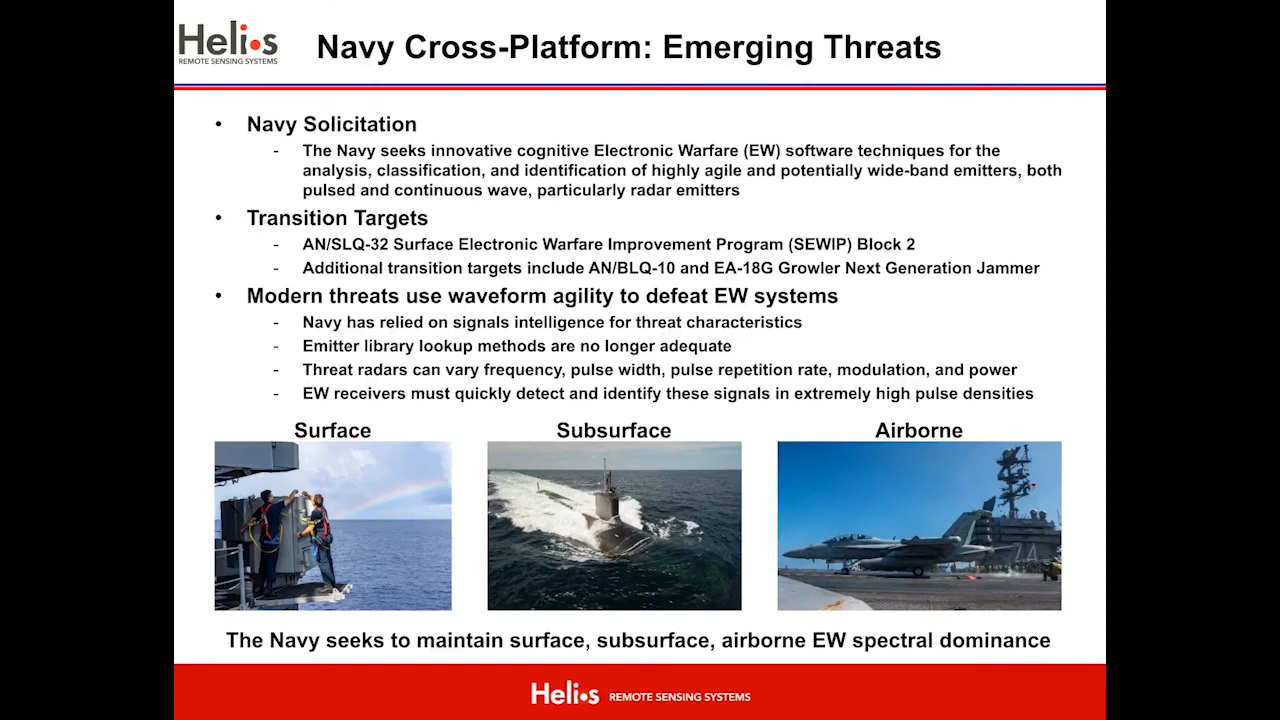 Helios
REMOTE SENSING SYSTEMS
Navy Cross-Platform: Emerging Threats
• Navy Solicitation
- The Navy seeks innovative cognitive Electronic Warfare (EW) software techniques for the
analysis, classification, and identification of highly agile and potentially wide-band emitters, both
pulsed and continuous wave, particularly radar emitters
• Transition Targets
- AN/SLQ-32 Surface Electronic Warfare Improvement Program (SEWIP) Block 2
- Additional transition targets include AN/BLQ-10 and EA-18G Growler Next Generation Jammer
• Modern threats use waveform agility to defeat EW systems
- Navy has relied on signals intelligence for threat characteristics
- Emitter library lookup methods are no longer adequate
- Threat radars can vary frequency, pulse width, pulse repetition rate, modulation, and power
- EW receivers must quickly detect and identify these signals in extremely high pulse densities
Surface Subsurface Airborne
The Navy seeks to maintain surface, subsurface, airborne EW spectral dominance
Helios REMOTE SENSING SYSTEMS